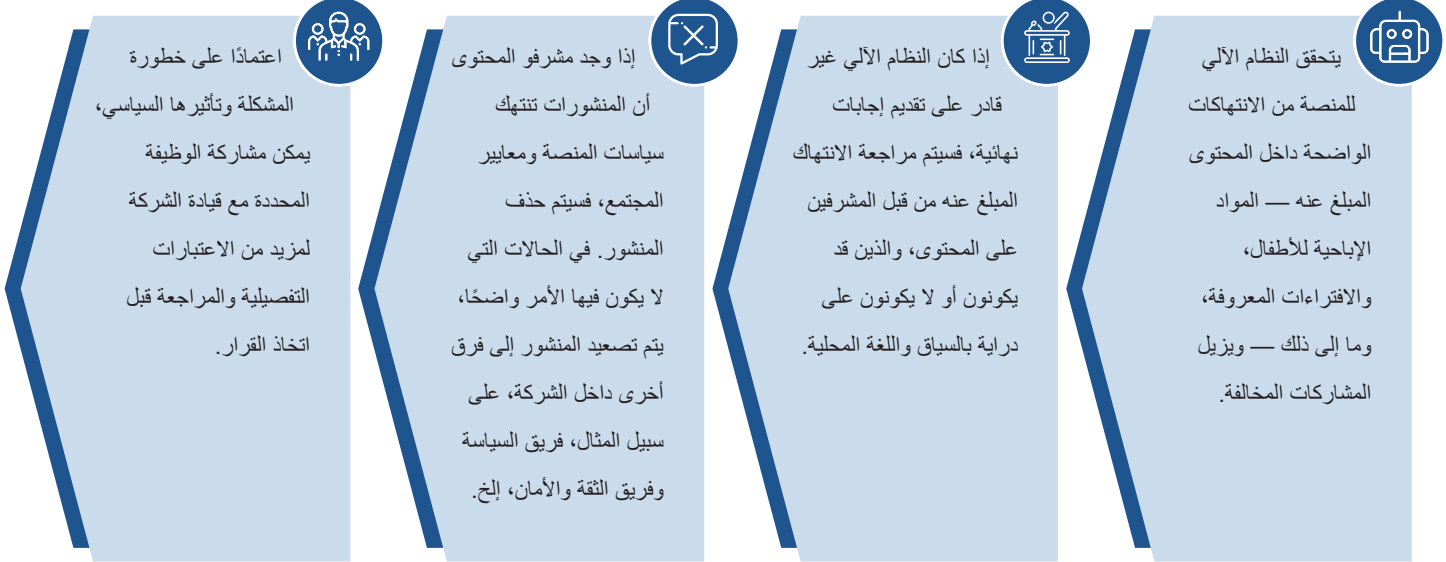 يتحقق النظام الآلي
للمنصة من الانتهاكات
الواضحة داخل المحتوى
المبلغ عنه — المواد
الإباحية للأطفال،
والافتراءات المعروفة،
وما إلى ذلك — ويزيل
المشاركات المخالفة.
إذا كان النظام الآلي غير
قادر على تقديم إجابات
نهائية، فسيتم مراجعة الانتهاك
المبلغ عنه من قبل المشرفين
على المحتوى، والذين قد
يكونون أو لا يكونون على
دراية بالسياق واللغة المحلية.
إذا وجد مشرفو المحتوى
أن المنشورات تنتهك
سياسات المنصة ومعايير
المجتمع، فسيتم حذف
المنشور. في الحالات التي
لا يكون فيها الأمر واضحًا،
يتم تصعيد المنشور إلى فرق
أخرى داخل الشركة، على
سبيل المثال، فريق السياسة
وفريق الثقة والأمان، إلخ.
اعتمادًا على خطورة
المشكلة وتأثيرها السياسي،
يمكن مشاركة الوظيفة
المحددة مع قيادة الشركة
لمزيد من الاعتبارات
التفصيلية والمراجعة قبل
اتخاذ القرار.